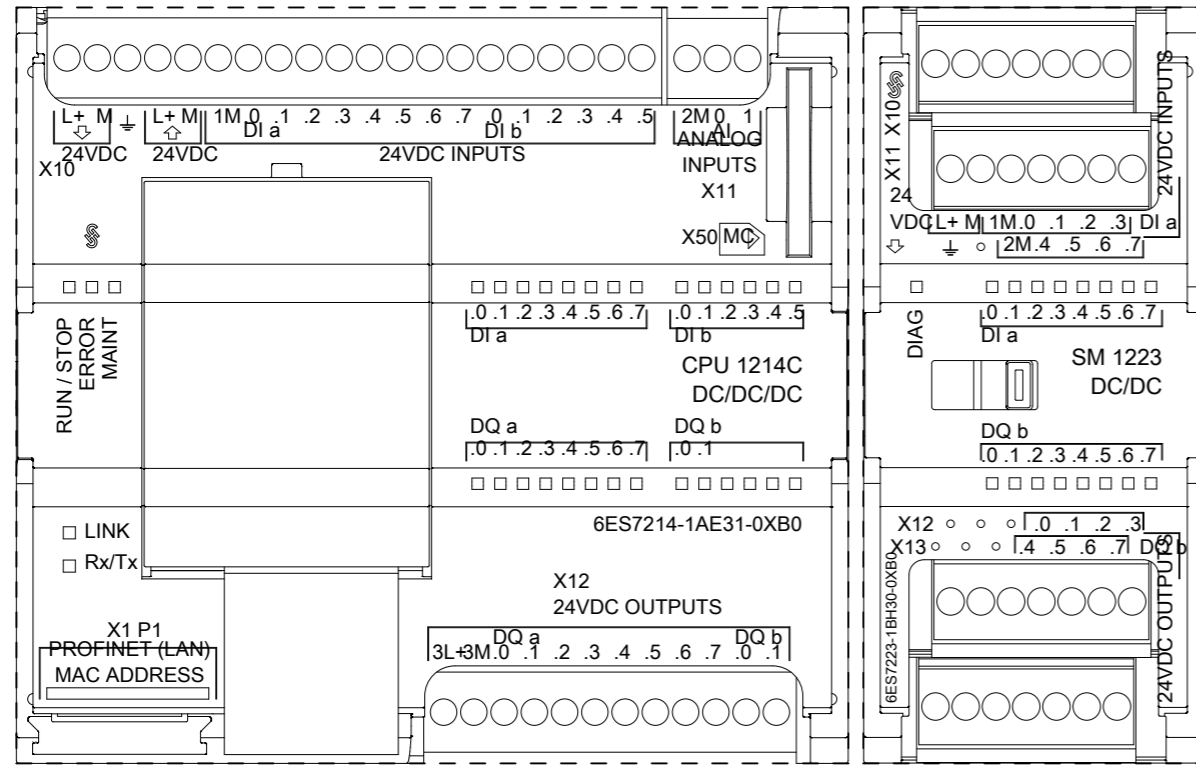 L+ M L+ M 1M .0 .1 .2 .3 .4 .5 .6 .7 .0 .1 .2 .3 .4 .5 2M 0 1
DI a DI b AI
24VDC 24VDC 24VDC INPUTS ANALOG
INPUTS
X10
X11
X50 MC
RUN / STOP
ERROR
MAINT
.0 .1 .2 .3 .4 .5 .6 .7 .0 .1 .2 .3 .4 .5
DI a DI b
CPU 1214C
DC/DC/DC
DQ a DQ b
.0 .1 .2 .3 .4 .5 .6 .7 .0 .1
LINK
Rx/Tx
6ES7214-1AE31-0XB0
X12
24VDC OUTPUTS
X1 P1
PROFINET (LAN)
MAC ADDRESS
DQ a DQ b
3L+ 3M .0 .1 .2 .3 .4 .5 .6 .7 .0 .1
X11 X10
24VDC INPUTS
24
VDC L+ M 1M .0 .1 .2 .3 DI a
2M .4 .5 .6 .7
DIAG
.0 .1 .2 .3 .4 .5 .6 .7
DI a
SM 1223
DC/DC
DQ b
.0 .1 .2 .3 .4 .5 .6 .7
X12 .0 .1 .2 .3
X13 .4 .5 .6 .7 DQ b
6ES7223-1BH30-0XB0
24VDC OUTPUTS